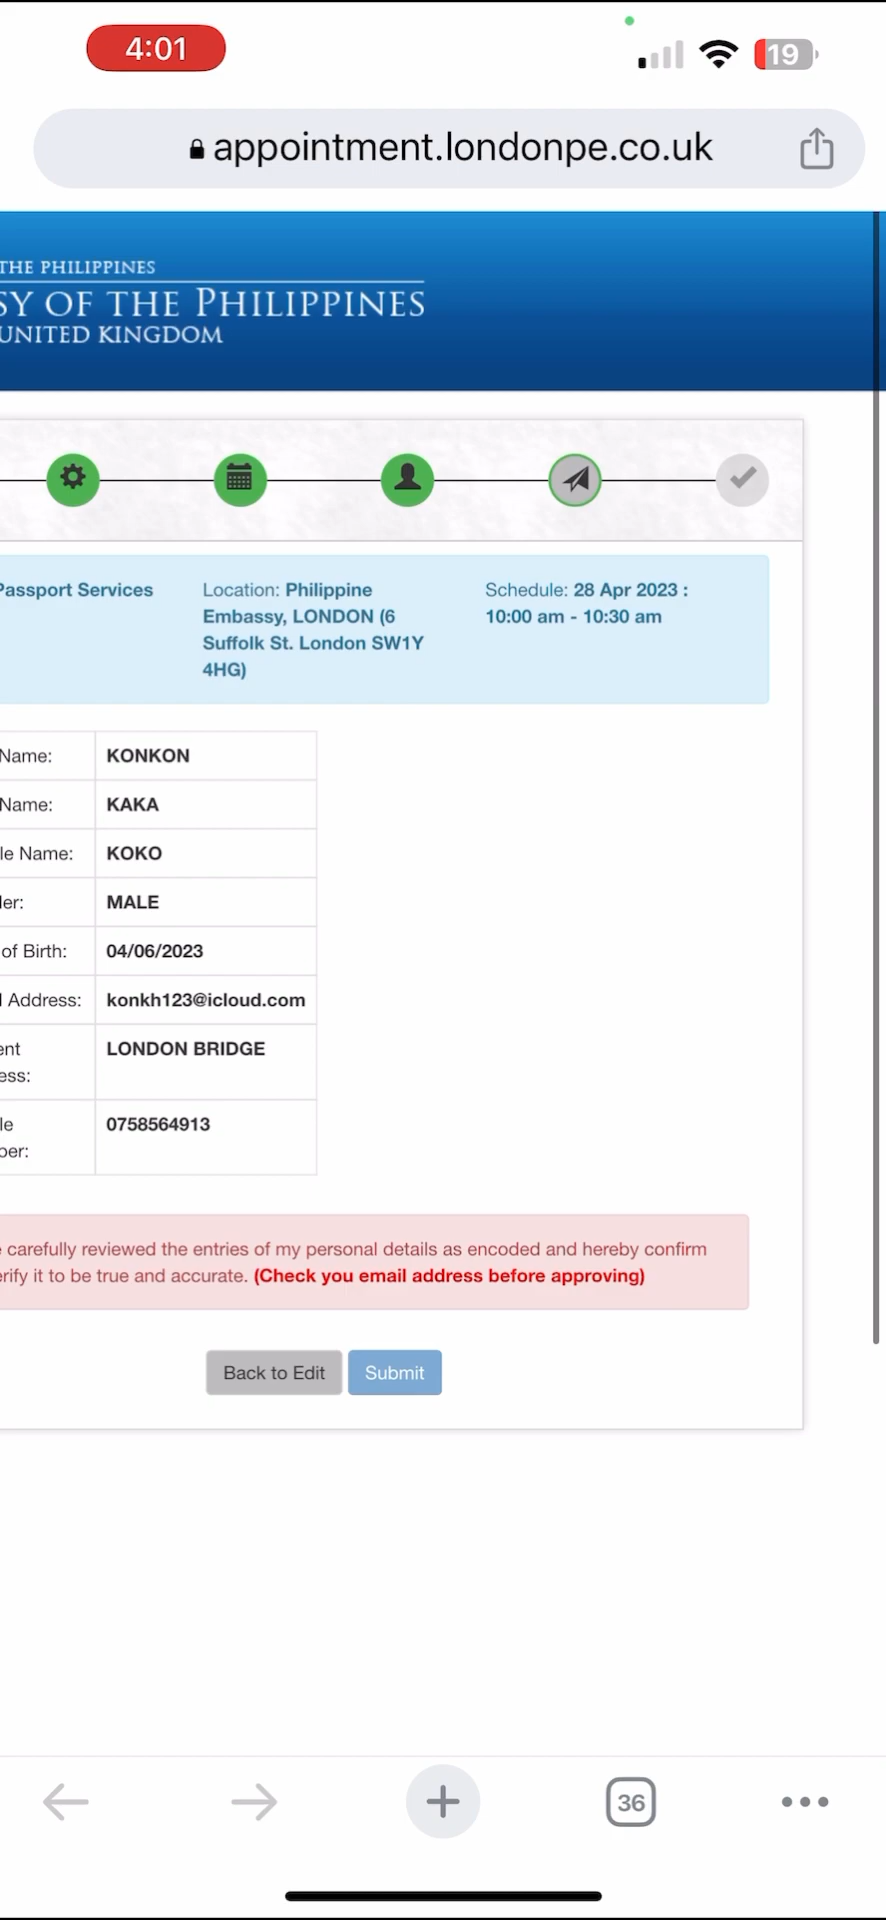 4:01
19
appointment.londonpe.co.uk
THE PHILIPPINES
SY OF THE PHILIPPINES
UNITED KINGDOM
Passport Services
Location: Philippine
Embassy, LONDON (6
Suffolk St. London SW1Y
4HG)
Schedule: 28 Apr 2023 :
10:00 am - 10:30 am
Name: KONKON
Name: KAKA
le Name: KOKO
er: MALE
of Birth: 04/06/2023
l Address: konkh123@icloud.com
ent LONDON BRIDGE
ess:
le 0758564913
ber:
e carefully reviewed the entries of my personal details as encoded and hereby confirm
erify it to be true and accurate. (Check you email address before approving)
Back to Edit Submit
36